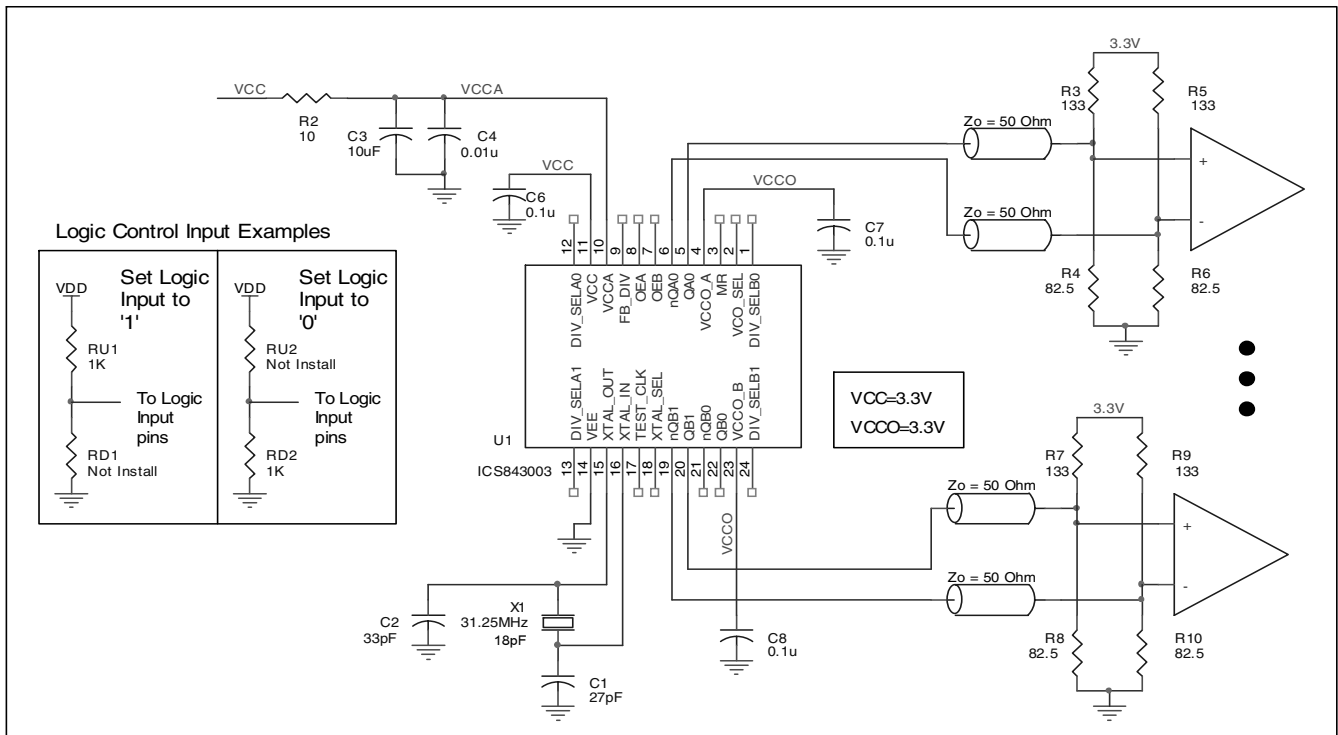 3.3V
R3
133
R5
133
VCC
VCCA
R2
10
C3
10uF
C4
0.01u
Zo = 50 Ohm
+
-
VCC
C6
0.1u
VCCO
C7
0.1u
Zo = 50 Ohm
R4
82.5
R6
82.5
12
11
10
9
8
7
6
5
4
3
2
1
DIV_SELA0
VCC
VCCA
FB_DIV
OEA
OEB
nQA0
QA0
VCCO_A
MR
VCO_SEL
DIV_SELB0
Logic Control Input Examples
Set Logic
Input to
'1'
VDD
RU1
1K
To Logic
Input
pins
RD1
Not Install
Set Logic
Input to
'0'
VDD
RU2
Not Install
To Logic
Input
pins
RD2
1K
DIV_SELA1
VEE
XTAL_OUT
XTAL_IN
TEST_CLK
XTAL_SEL
nQB1
QB1
nQB0
QB0
VCCO_B
DIV_SELB1
U1
ICS843003
13
14
15
16
17
18
19
20
21
22
23
24
VCC=3.3V
VCCO=3.3V
3.3V
R7
133
R9
133
Zo = 50 Ohm
+
-
VCCO
Zo = 50 Ohm
R8
82.5
R10
82.5
C2
33pF
X1
31.25MHz
18pF
C1
27pF
C8
0.1u